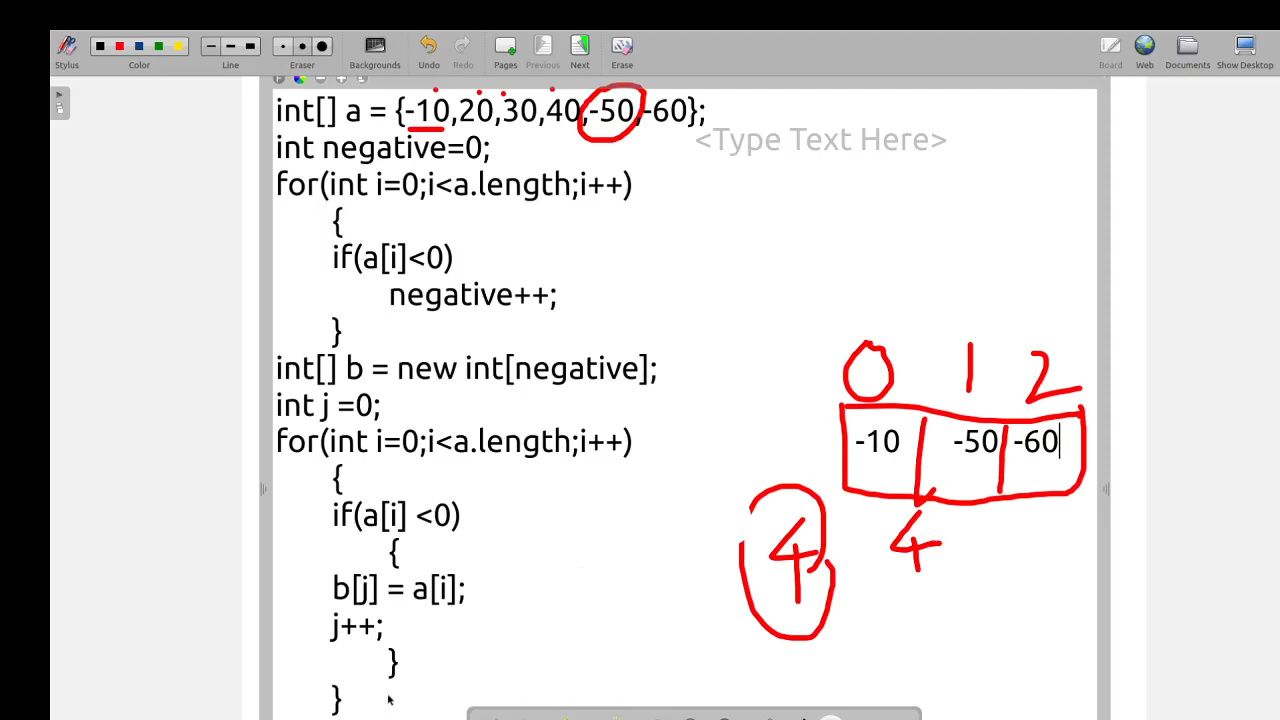 Stylus Color Line Eraser Backgrounds Undo Redo Pages Previous Next Erase Board Web Documents Show Desktop
int[] a = {-10,20,30,40,-50,-60};
<Type Text Here>
int negative=0;
for(int i=0;i<a.length;i++)
{
if(a[i]<0)
negative++;
}
int[] b = new int[negative];
int j =0;
for(int i=0;i<a.length;i++)
{
if(a[i] <0)
{
b[j] = a[i];
j++;
}
}
0 1 2
-10 -50 -60
4 4